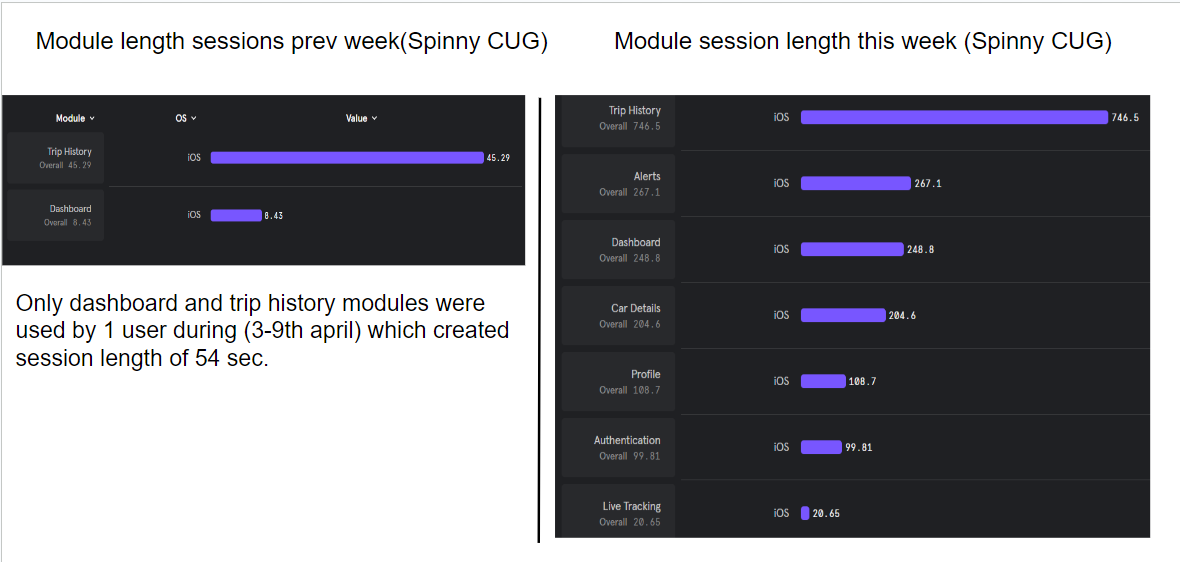 Module length sessions prev week(Spinny CUG)
Module session length this week (Spinny CUG)
Module OS Value
Trip History
Overall 45.29
iOS 45.29
Dashboard
Overall 8.43
iOS 8.43
Only dashboard and trip history modules were
used by 1 user during (3-9th april) which created
session length of 54 sec.
Trip History
Overall 746.5
iOS 746.5
Alerts
Overall 267.1
iOS 267.1
Dashboard
Overall 248.8
iOS 248.8
Car Details
Overall 204.6
iOS 204.6
Profile
Overall 108.7
iOS 108.7
Authentication
Overall 99.81
iOS 99.81
Live Tracking
Overall 20.65
iOS 20.65